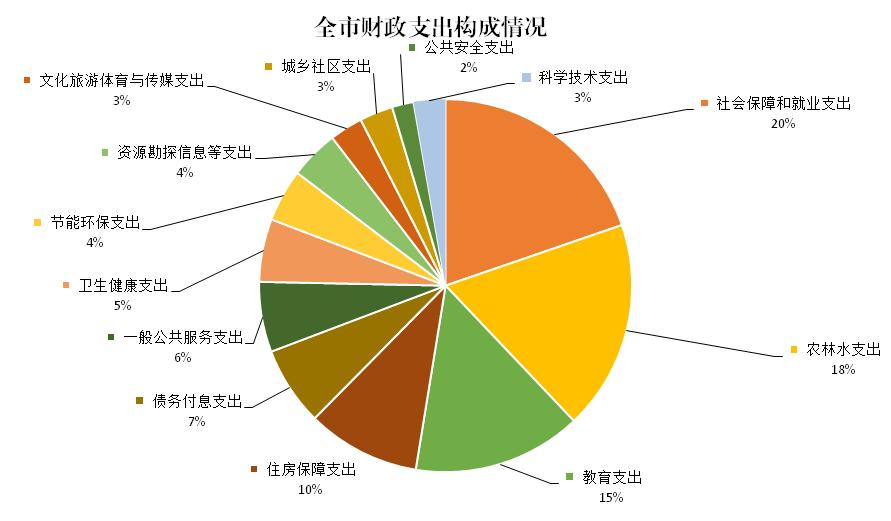 全市财政支出构成情况
公共安全支出
2%
城乡社区支出
3%
科学技术支出
3%
文化旅游体育与传媒支出
3%
社会保障和就业支出
20%
资源勘探信息等支出
4%
节能环保支出
4%
卫生健康支出
5%
一般公共服务支出
6%
农林水支出
18%
债务付息支出
7%
住房保障支出
10%
教育支出
15%